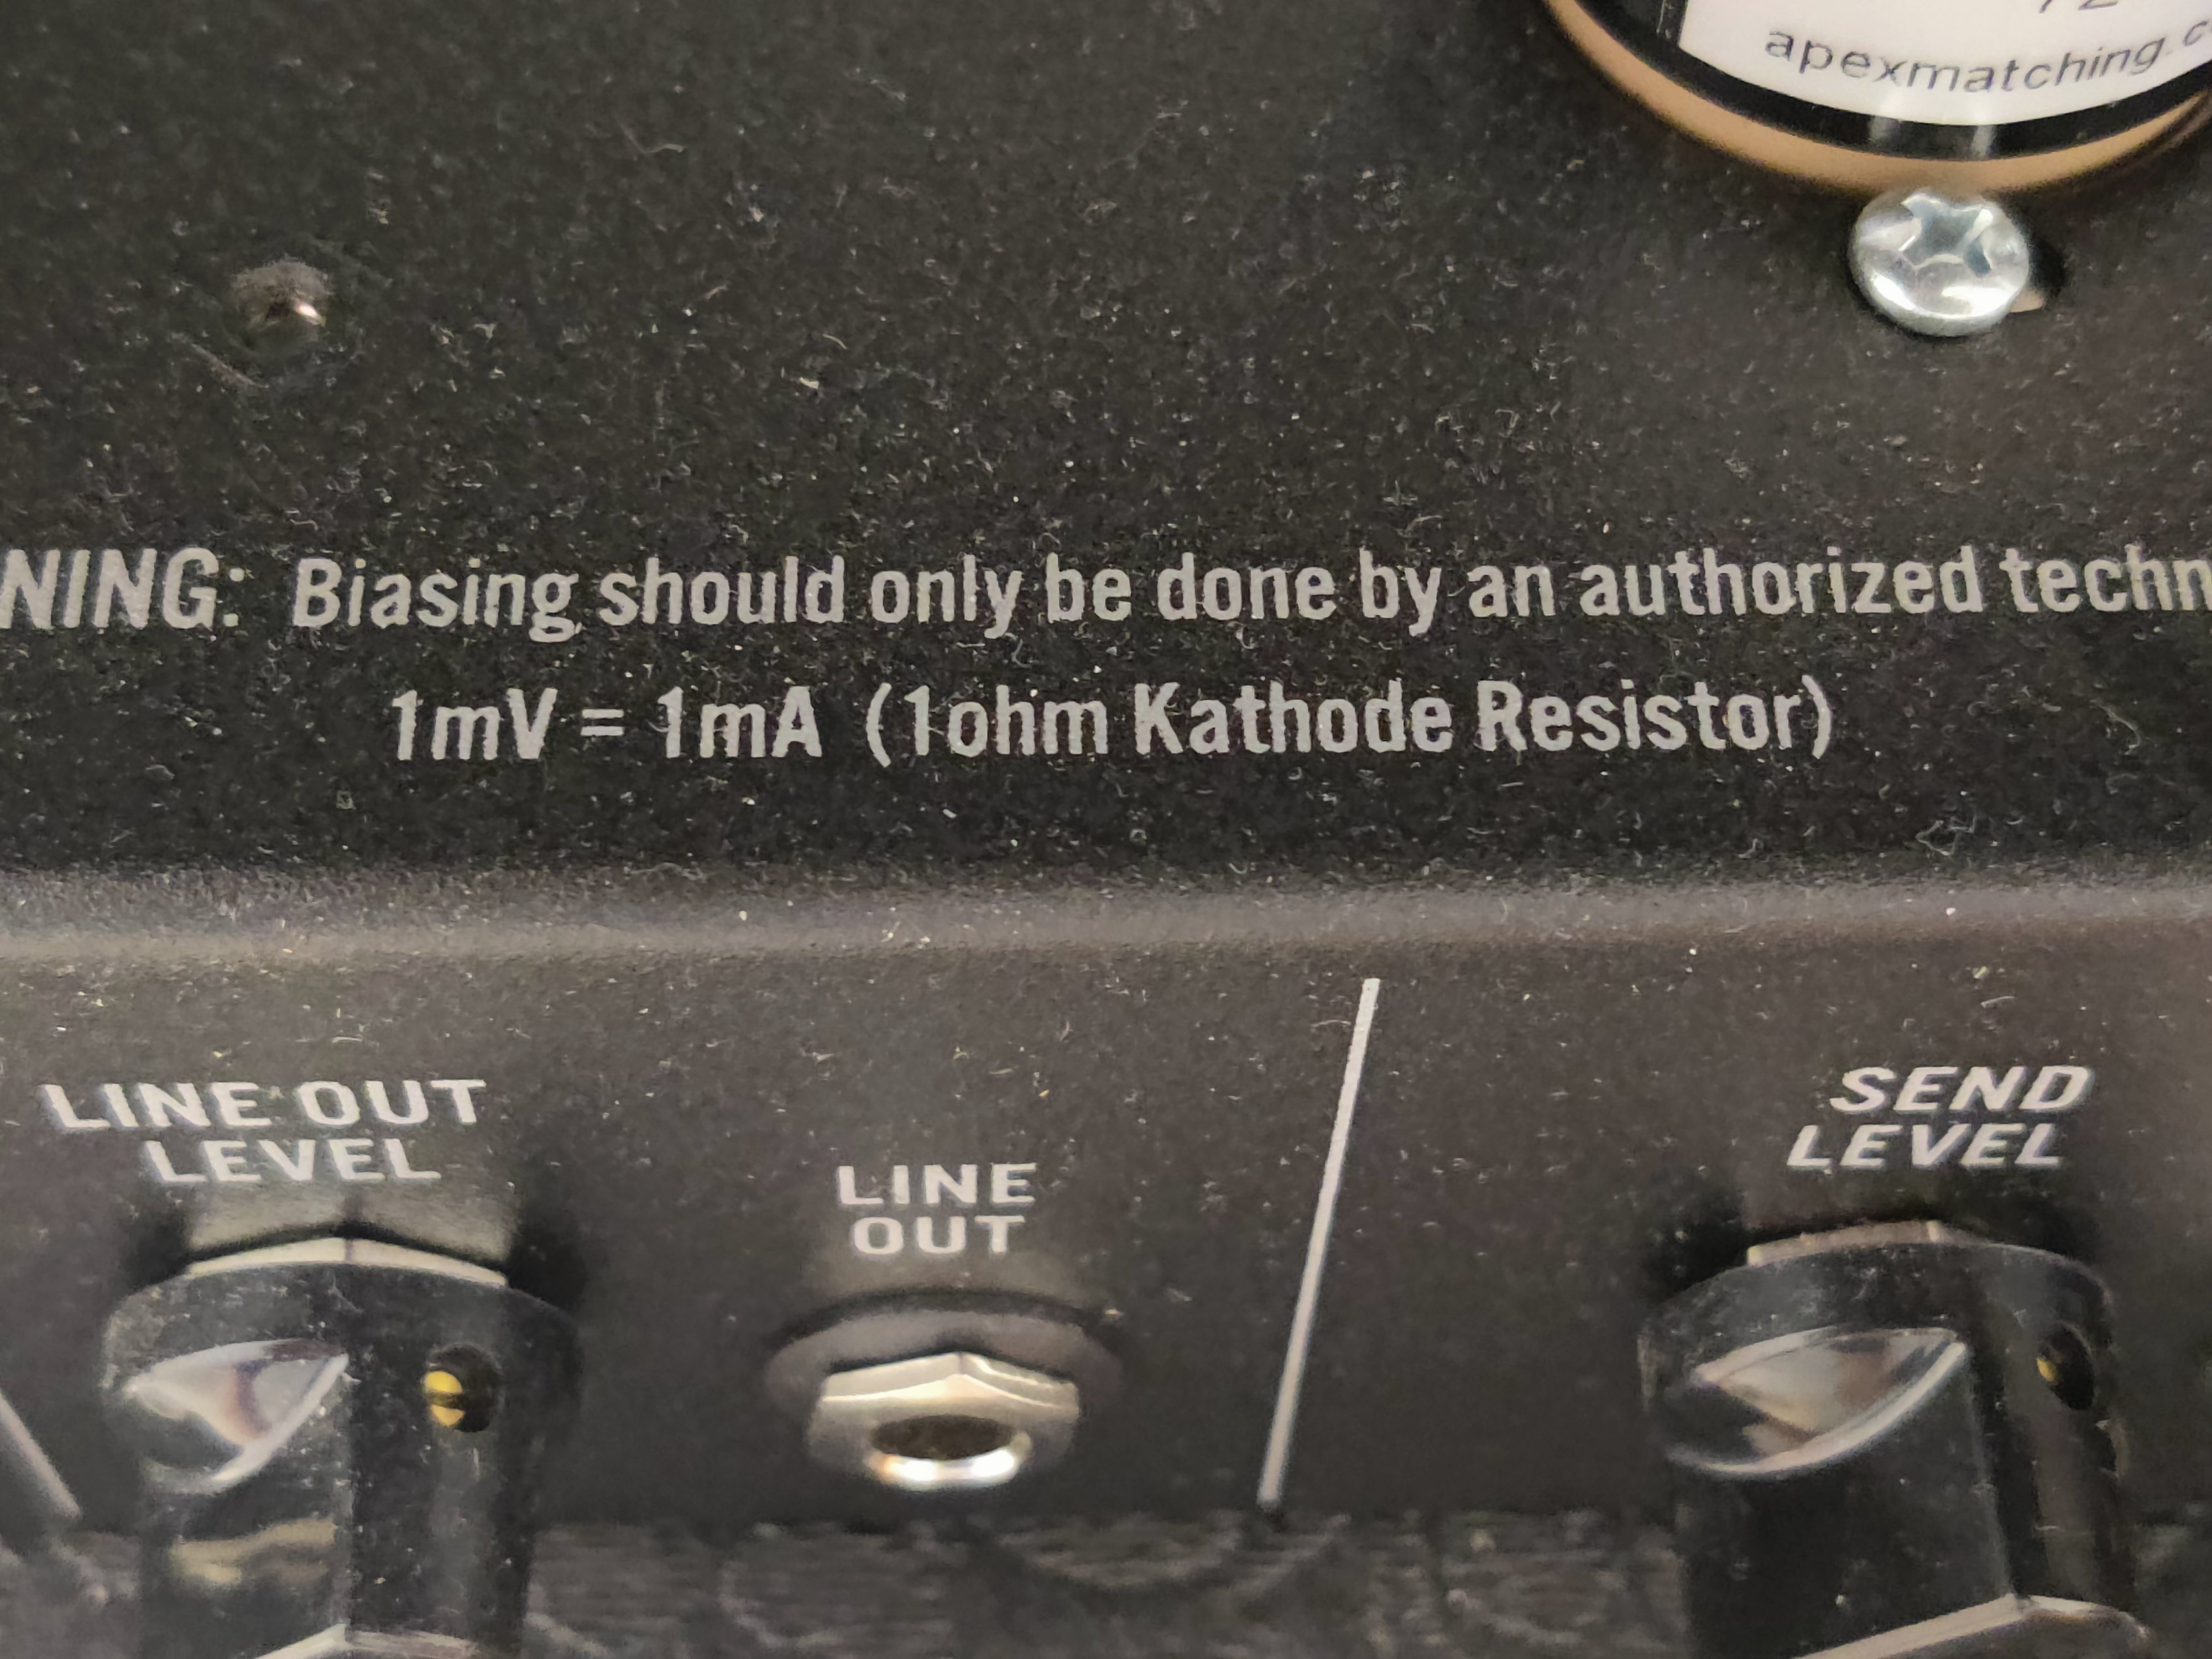 apexmatching.c
NING: Biasing should only be done by an authorized techn
1mV = 1mA (1ohm Kathode Resistor)
LINE OUT
LEVEL
LINE
OUT
SEND
LEVEL